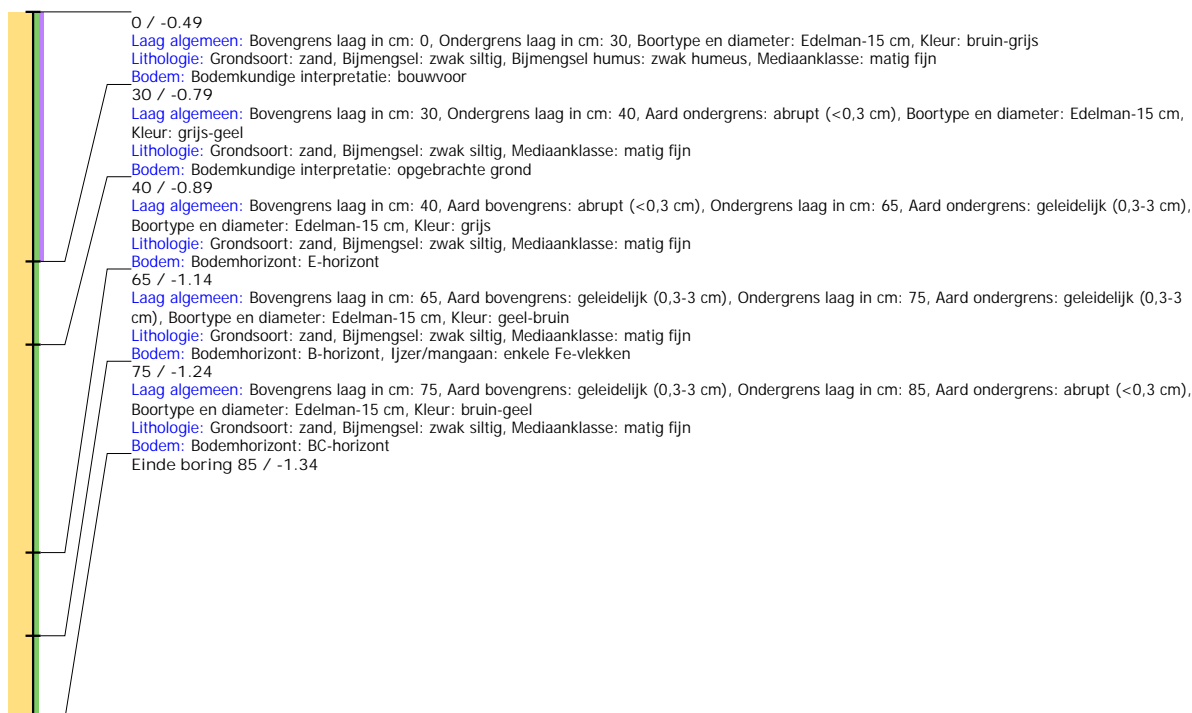 0 / -0.49
Laag algemeen: Bovengrens laag in cm: 0, Ondergrens laag in cm: 30, Boortype en diameter: Edelman-15 cm, Kleur: bruin-grijs
Lithologie: Grondsoort: zand, Bijmengsel: zwak siltig, Bijmengsel humus: zwak humeus, Mediaanklasse: matig fijn
Bodem: Bodemkundige interpretatie: bouwvoor
30 / -0.79
Laag algemeen: Bovengrens laag in cm: 30, Ondergrens laag in cm: 40, Aard ondergrens: abrupt (<0,3 cm), Boortype en diameter: Edelman-15 cm,
Kleur: grijs-geel
Lithologie: Grondsoort: zand, Bijmengsel: zwak siltig, Mediaanklasse: matig fijn
Bodem: Bodemkundige interpretatie: opgebrachte grond
40 / -0.89
Laag algemeen: Bovengrens laag in cm: 40, Aard bovengrens: abrupt (<0,3 cm), Ondergrens laag in cm: 65, Aard ondergrens: geleidelijk (0,3-3 cm),
Boortype en diameter: Edelman-15 cm, Kleur: grijs
Lithologie: Grondsoort: zand, Bijmengsel: zwak siltig, Mediaanklasse: matig fijn
Bodem: Bodemhorizont: E-horizont
65 / -1.14
Laag algemeen: Bovengrens laag in cm: 65, Aard bovengrens: geleidelijk (0,3-3 cm), Ondergrens laag in cm: 75, Aard ondergrens: geleidelijk (0,3-3
cm), Boortype en diameter: Edelman-15 cm, Kleur: geel-bruin
Lithologie: Grondsoort: zand, Bijmengsel: zwak siltig, Mediaanklasse: matig fijn
Bodem: Bodemhorizont: B-horizont, Ijzer/mangaan: enkele Fe-vlekken
75 / -1.24
Laag algemeen: Bovengrens laag in cm: 75, Aard bovengrens: geleidelijk (0,3-3 cm), Ondergrens laag in cm: 85, Aard ondergrens: abrupt (<0,3 cm),
Boortype en diameter: Edelman-15 cm, Kleur: bruin-geel
Lithologie: Grondsoort: zand, Bijmengsel: zwak siltig, Mediaanklasse: matig fijn
Bodem: Bodemhorizont: BC-horizont
Einde boring 85 / -1.34